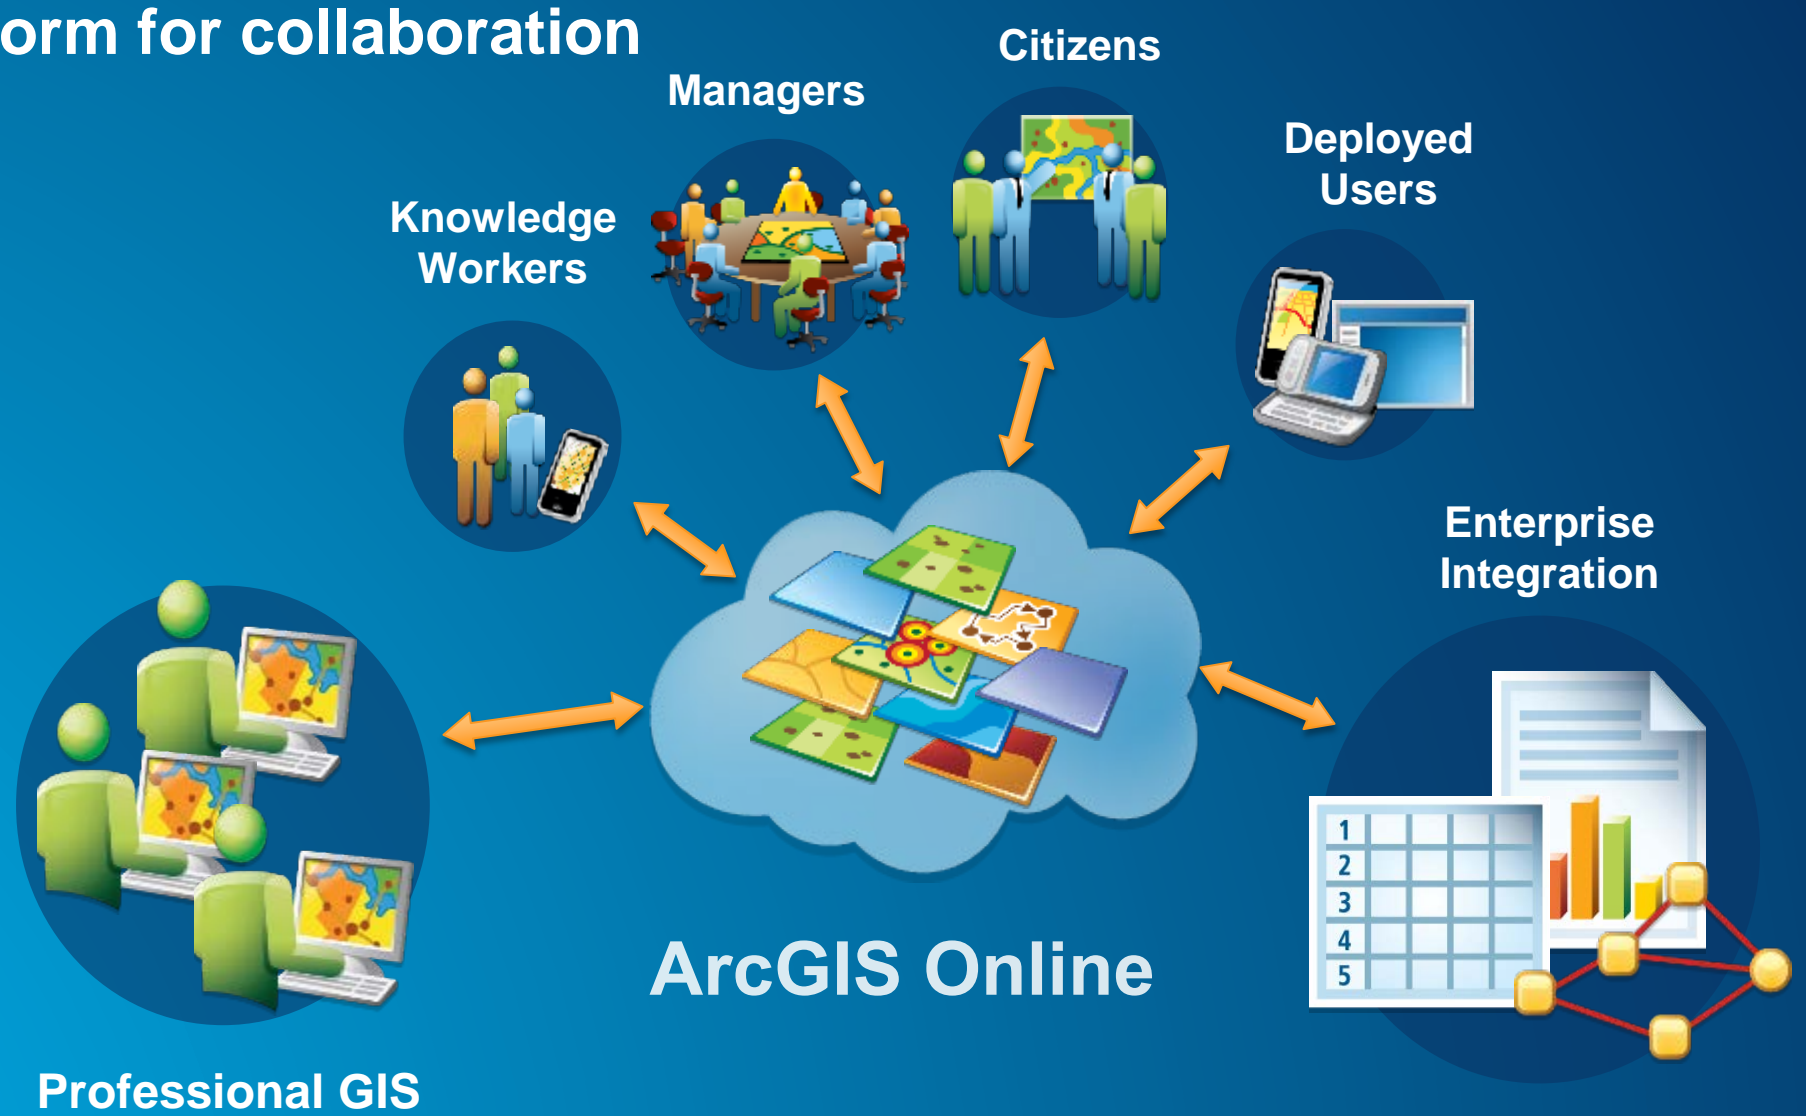 orm for collaboration
Citizens
Managers
Deployed
Users
Knowledge
Workers
Enterprise
Integration
1
2
3
4
5
ArcGIS Online
Professional GIS